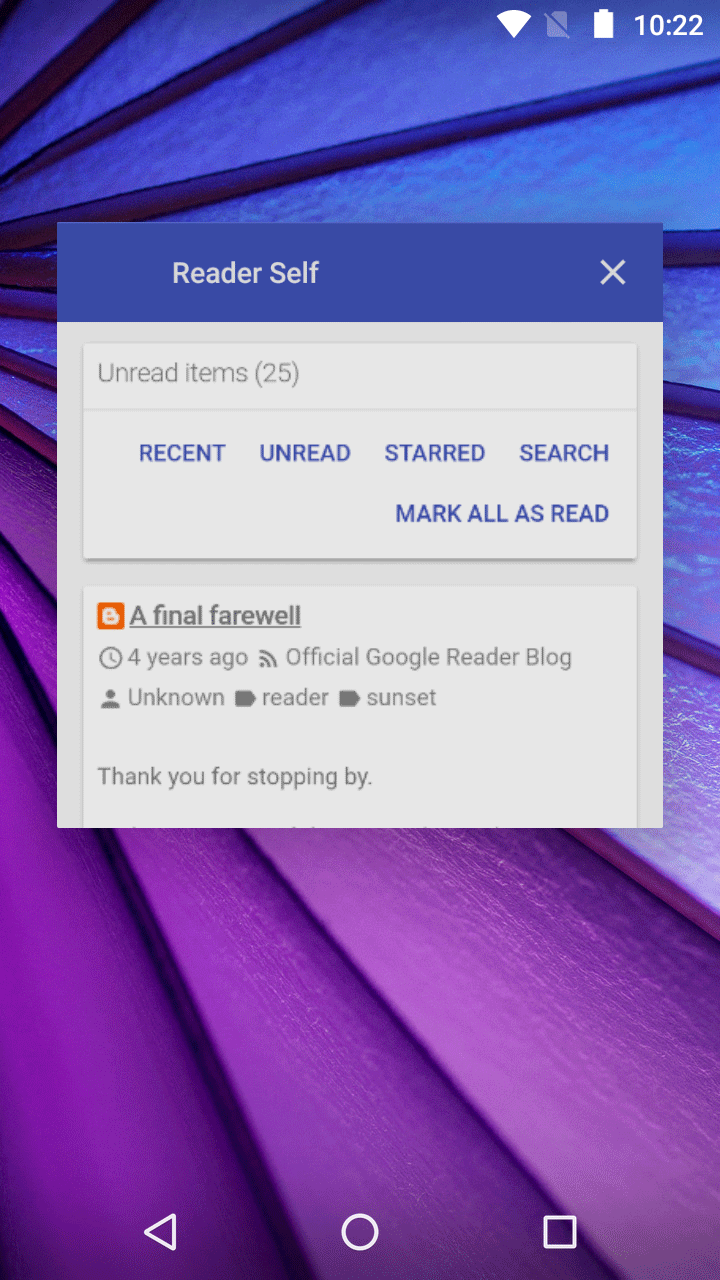 10:22
Reader Self
Unread items (25)
RECENT UNREAD STARRED SEARCH
MARK ALL AS READ
A final farewell
4 years ago Official Google Reader Blog
Unknown reader sunset
Thank you for stopping by.